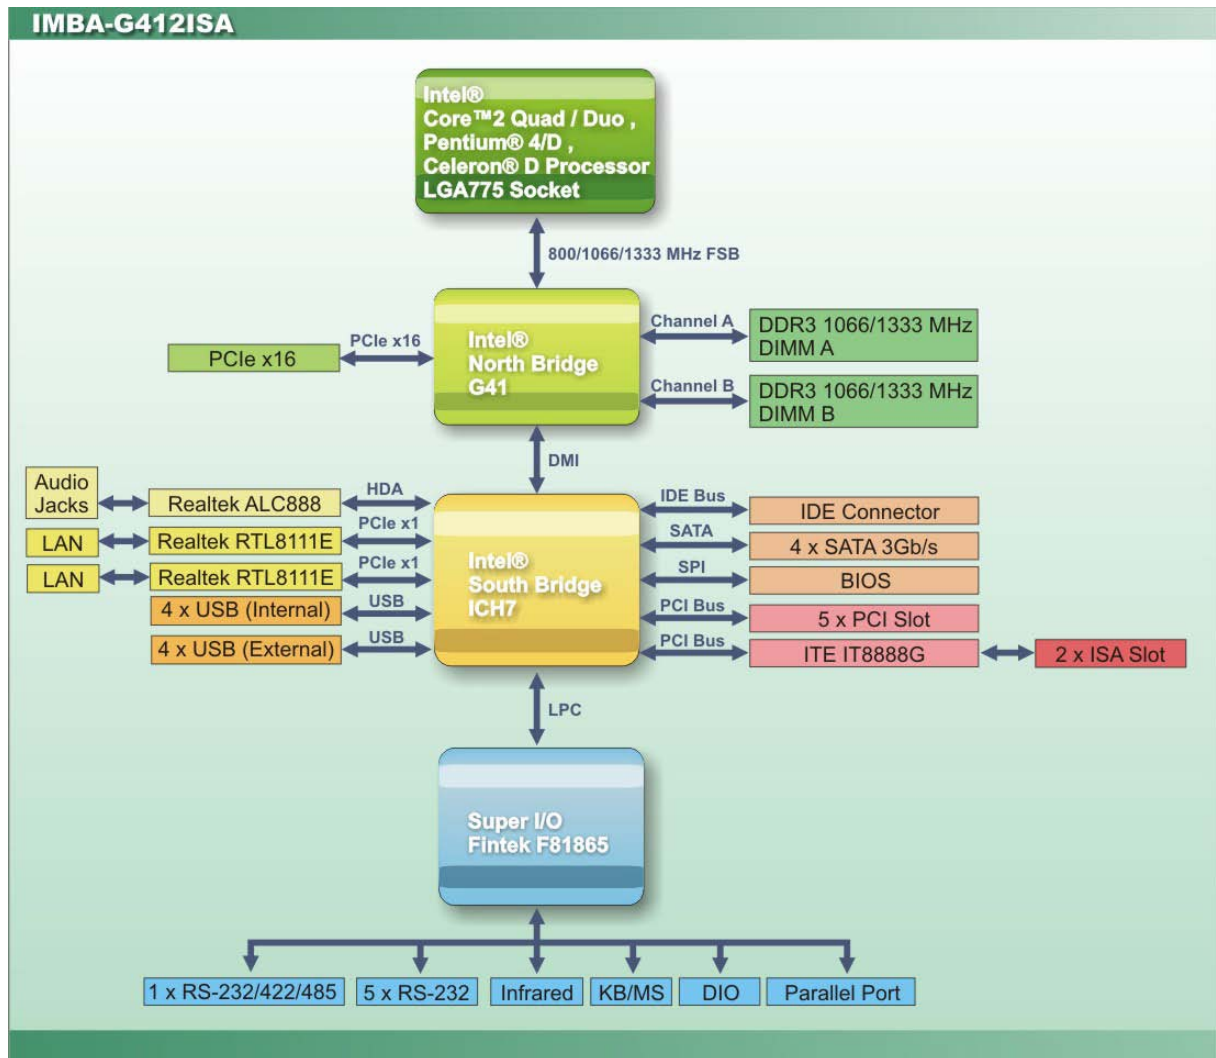 IMBA-G412ISA
Intel®
Core™2 Quad / Duo ,
Pentium® 4/D ,
Celeron® D Processor
LGA775 Socket
800/1066/1333 MHz FSB
PCIe x16
PCIe x16
Intel®
North Bridge
G41
Channel A
DDR3 1066/1333 MHz
DIMM A
Channel B
DDR3 1066/1333 MHz
DIMM B
DMI
Audio
Jacks
Realtek ALC888
HDA
LAN
Realtek RTL8111E
PCIe x1
LAN
Realtek RTL8111E
PCIe x1
4 x USB (Internal)
USB
4 x USB (External)
USB
Intel®
South Bridge
ICH7
IDE Bus
IDE Connector
SATA
4 x SATA 3Gb/s
SPI
BIOS
PCI Bus
5 x PCI Slot
PCI Bus
ITE IT8888G
2 x ISA Slot
LPC
Super I/O
Fintek F81865
1 x RS-232/422/485
5 x RS-232
Infrared
KB/MS
DIO
Parallel Port